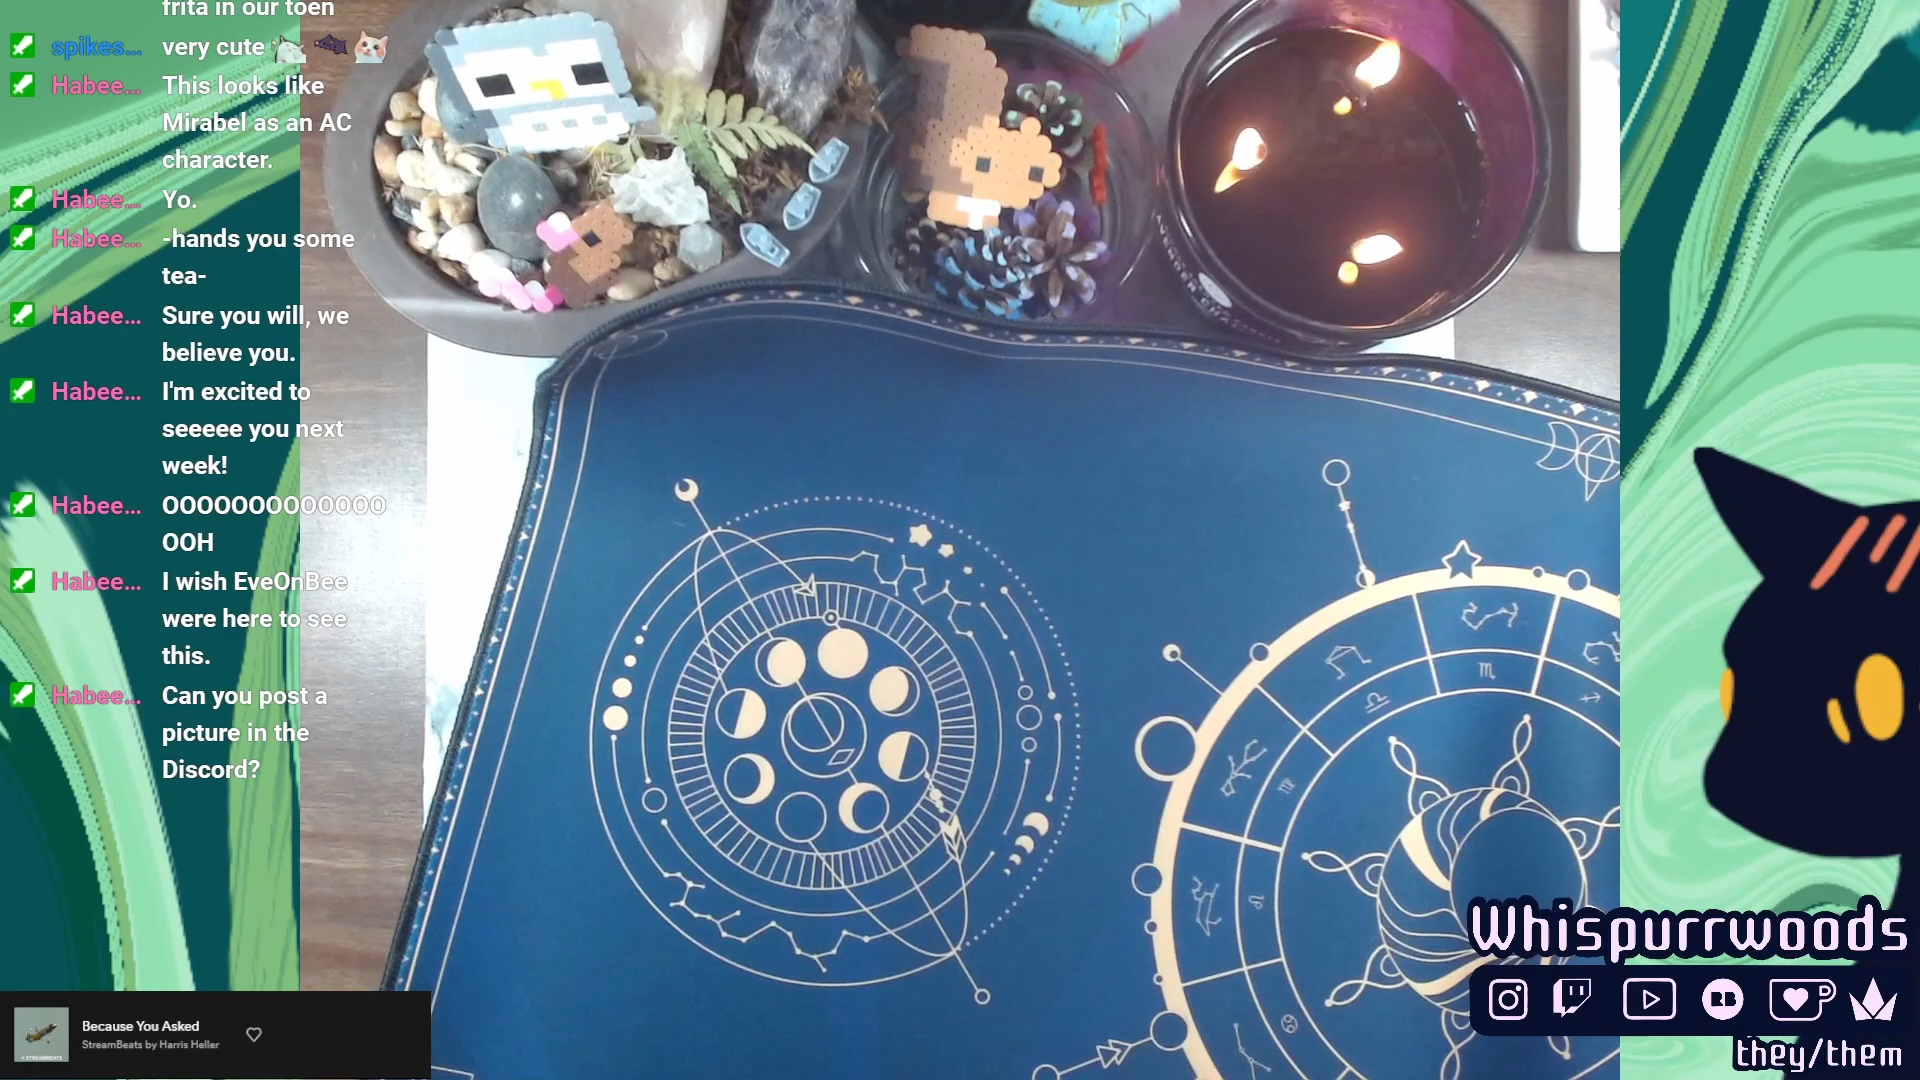 frita in our toen
spikes... very cute
Habee... This looks like
Mirabel as an AC
character.
Habee... Yo.
Habee... -hands you some
tea-
Habee... Sure you will, we
believe you.
Habee... I'm excited to
seeeee you next
week!
Habee... OOOOOOOOOOOOO
OOH
Habee... I wish EveOnBee
were here to see
this.
Habee... Can you post a
picture in the
Discord?
Because You Asked
StreamBeats by Harris Heller
Whispurrwoods
they/them